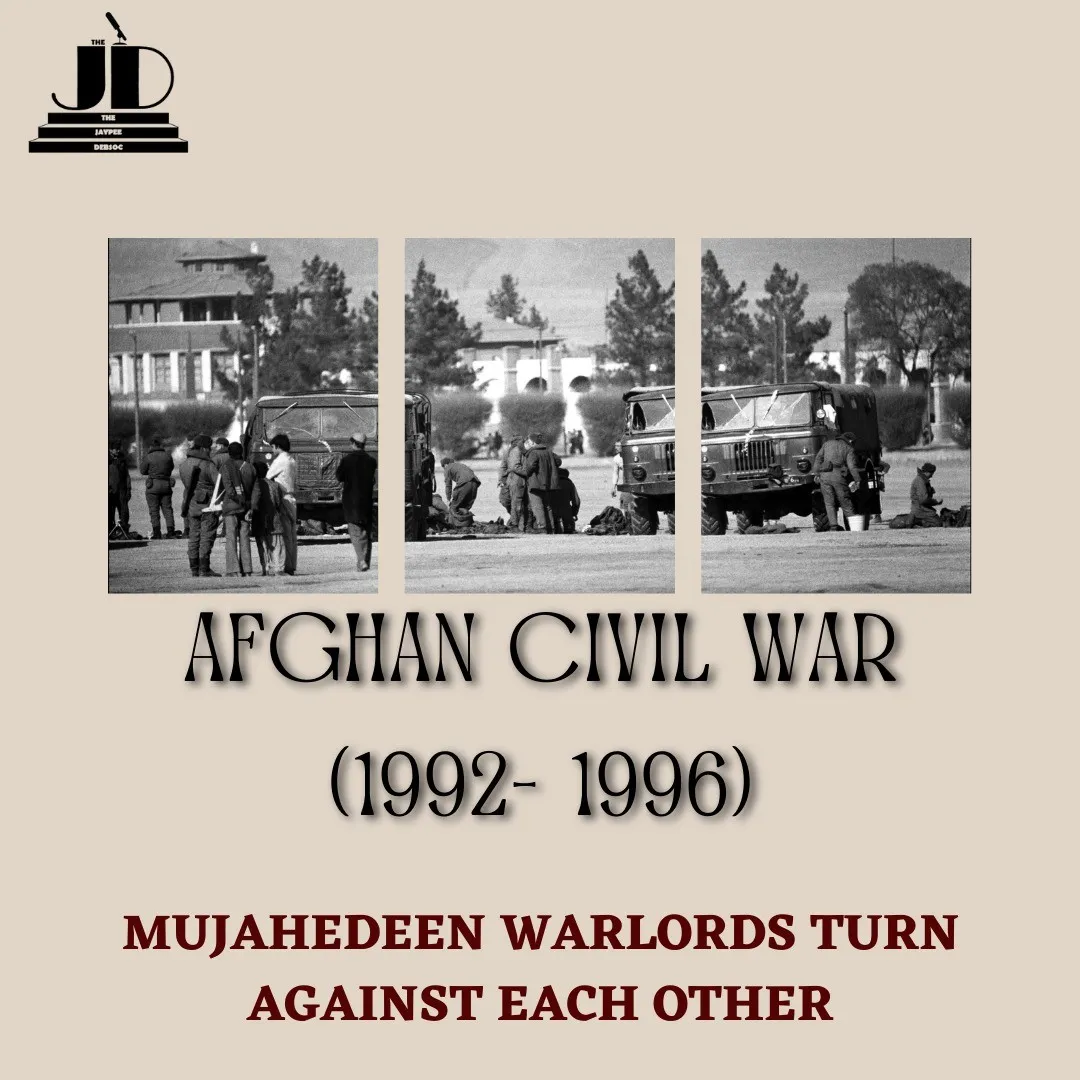 THE
JD
THE
JAYPEE
DEBSOC
AFGHAN CIVIL WAR
(1992- 1996)
MUJAHEDEEN WARLORDS TURN
AGAINST EACH OTHER